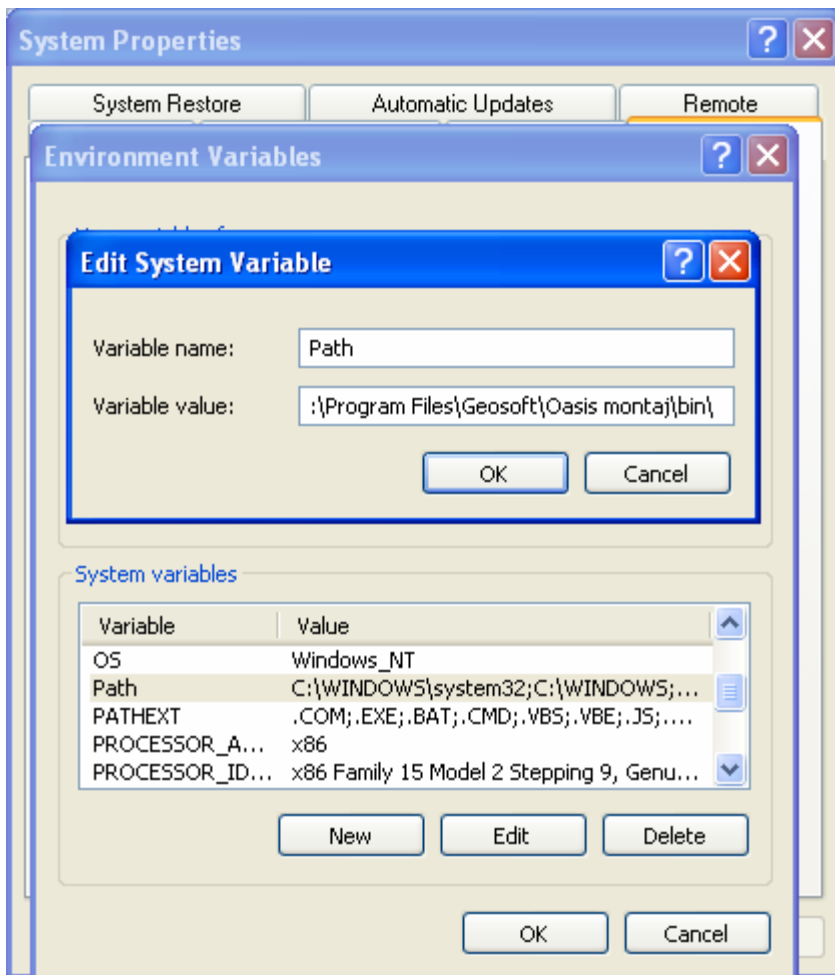 System Properties
System Restore Automatic Updates Remote
Environment Variables
Edit System Variable
Variable name: Path
Variable value: :\Program Files\Geosoft\Oasis montaj\bin\
OK Cancel
System variables
Variable Value
OS Windows_NT
Path C:\WINDOWS\system32;C:\WINDOWS;...
PATHEXT .COM;.EXE;.BAT;.CMD;.VBS;.VBE;.JS;....
PROCESSOR_A... x86
PROCESSOR_ID... x86 Family 15 Model 2 Stepping 9, Genu...
New Edit Delete
OK Cancel